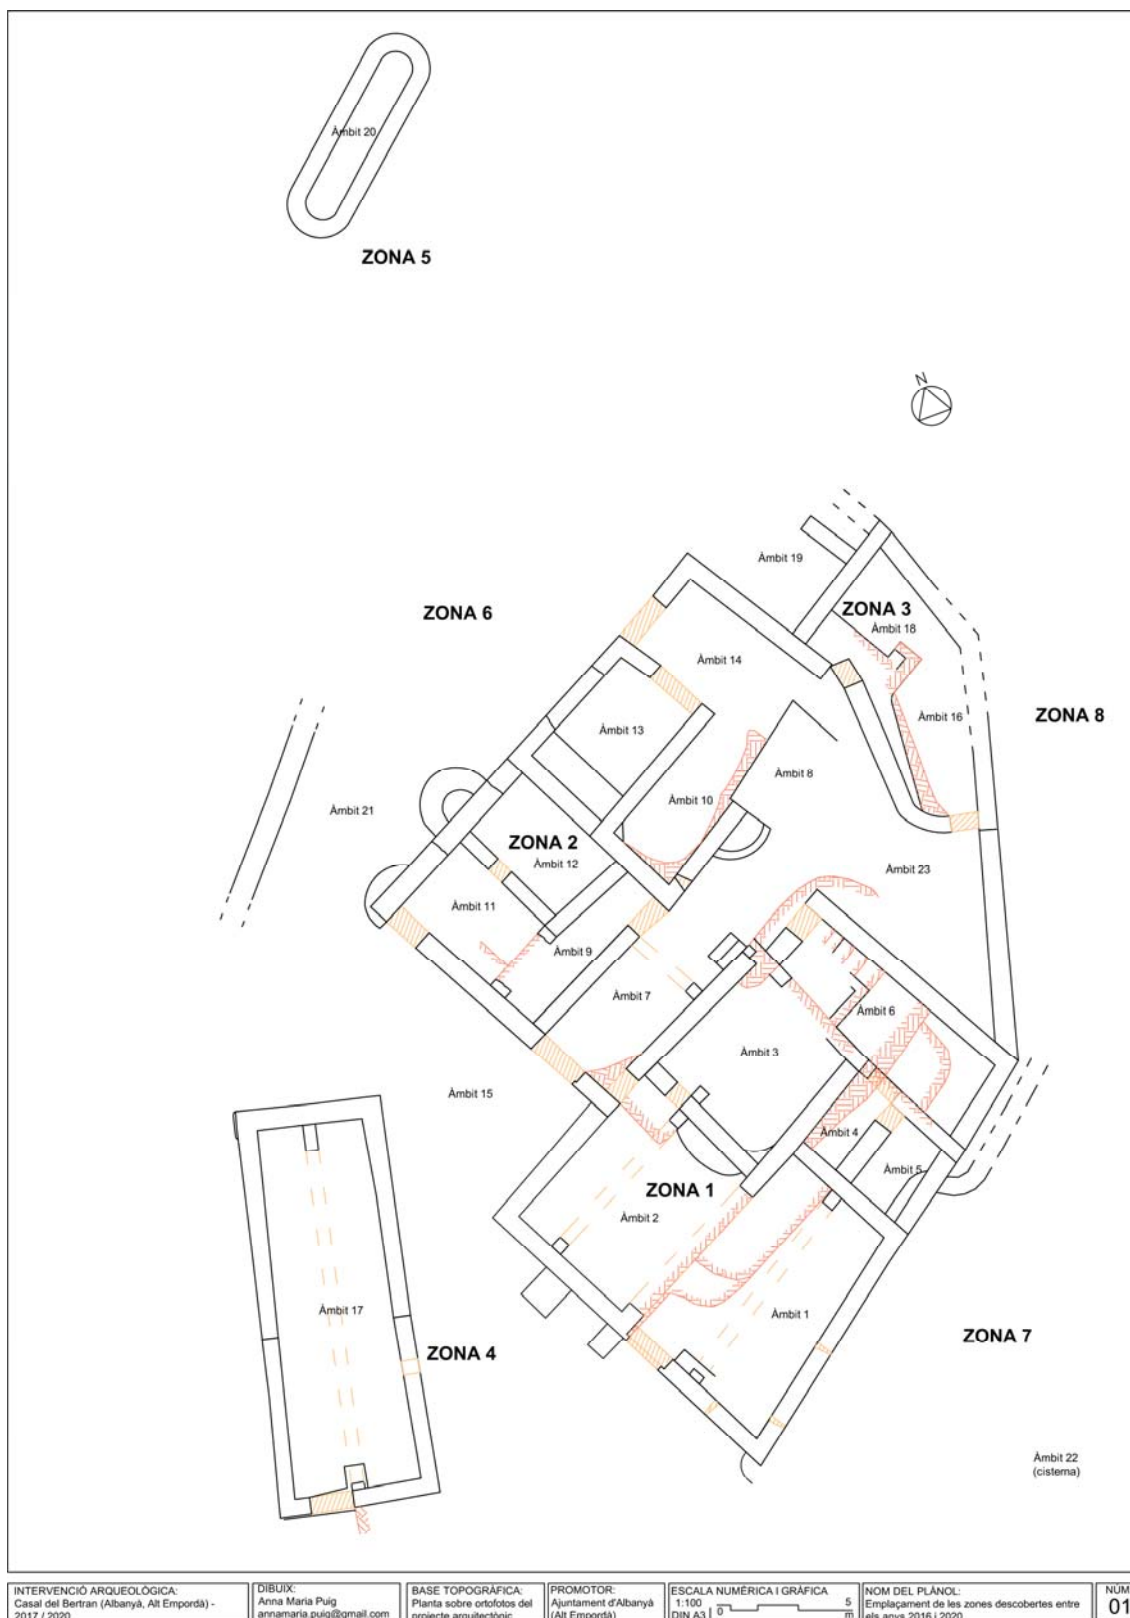 Àmbit 20
ZONA 5
N
Àmbit 19
ZONA 3
Àmbit 18
ZONA 6
Àmbit 14
Àmbit 16
ZONA 8
Àmbit 13
Àmbit 8
Àmbit 10
Àmbit 21
ZONA 2
Àmbit 12
Àmbit 23
Àmbit 11
Àmbit 9
Àmbit 7
Àmbit 6
Àmbit 3
Àmbit 15
Àmbit 4
Àmbit 5
ZONA 1
Àmbit 2
Àmbit 17
Àmbit 1
ZONA 7
ZONA 4
Àmbit 22
(cisterna)
INTERVENCIÓ ARQUEOLÒGICA:
Casal del Bertran (Albanyà, Alt Empordà) -
2017 / 2020
DIBUIX:
Anna Maria Puig
annamaria.puig@gmail.com
BASE TOPOGRÀFICA:
Planta sobre ortofotos del
projecte arquitectònic
PROMOTOR:
Ajuntament d'Albanyà
(Alt Empordà)
ESCALA NUMÈRICA I GRÀFICA
1:100
DIN A3
0 5
m
NOM DEL PLÀNOL:
Emplaçament de les zones descobertes entre
els anys 2016 i 2020
NÚM
01